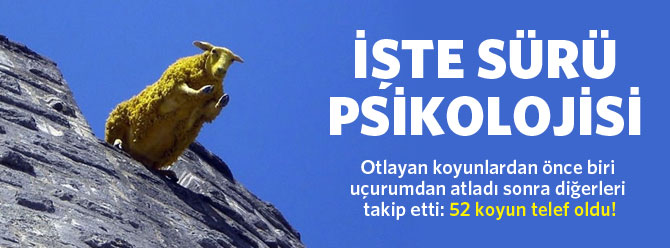 İŞTE SÜRÜ
PSİKOLOJİSİ
Otlayan koyunlardan önce biri
uçurumdan atladı sonra diğerleri
takip etti: 52 koyun telef oldu!